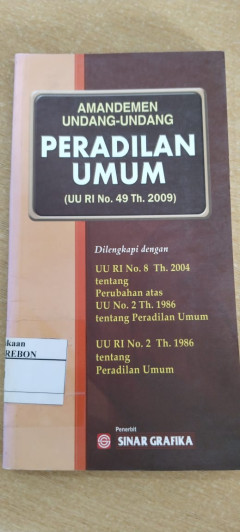 AMANDEMEN
UNDANG-UNDANG
PERADILAN
UMUM
(UU RI No. 49 Th. 2009)
Dilengkapi dengan
UU RI No. 8 Th. 2004
tentang
Perubahan atas
UU No. 2 Th. 1986
tentang Peradilan Umum
UU RI No. 2 Th. 1986
tentang
Peradilan Umum
akaan
REBON
Penerbit
SINAR GRAFIKA